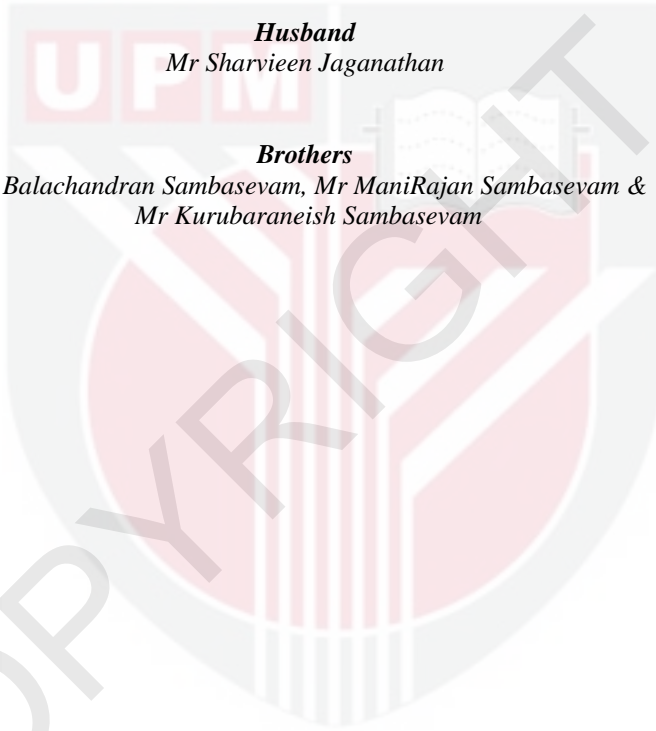 UPM
Husband
Mr Sharvieen Jaganathan
Brothers
Balachandran Sambasevam, Mr ManiRajan Sambasevam &
Mr Kurubaraneish Sambasevam
COPYRIGHT